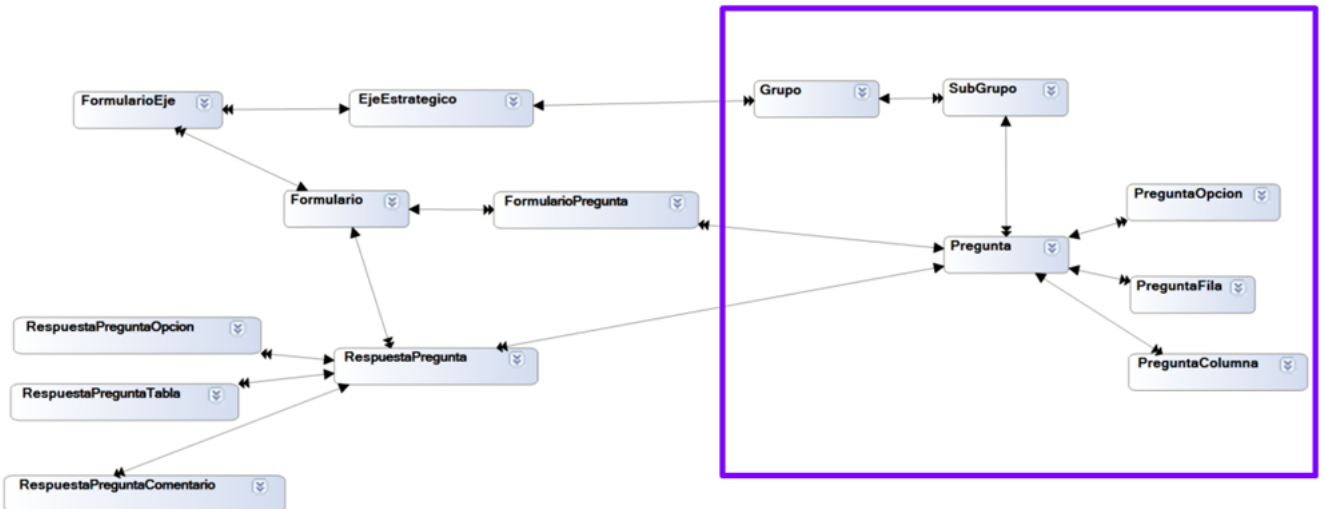 FormularioEje
EjeEstrategico
Grupo
SubGrupo
Formulario
FormularioPregunta
PreguntaOpcion
Pregunta
PreguntaFila
RespuestaPreguntaOpcion
RespuestaPregunta
PreguntaColumna
RespuestaPreguntaTabla
RespuestaPreguntaComentario